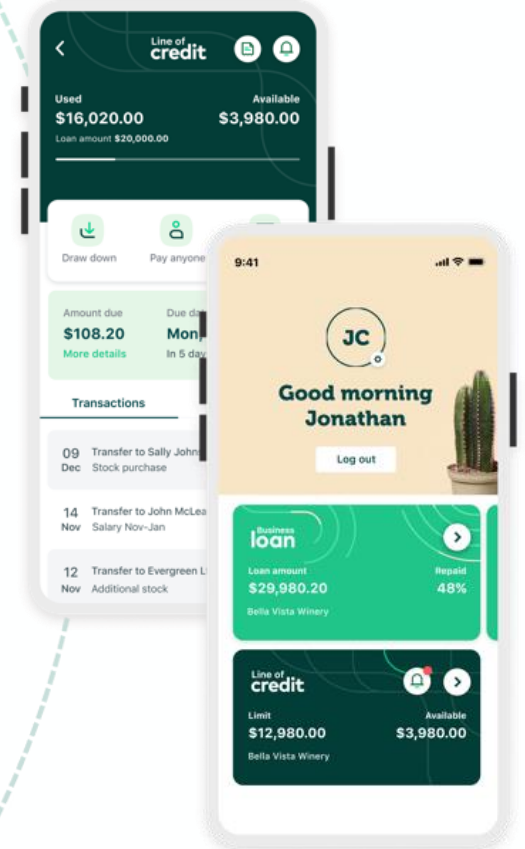 Line of
credit
Used
Available
$16,020.00
$3,980.00
Loan amount $20,000.00
Draw down
Pay anyone
Amount due
Due
$108.20
Mon,
More details
In 5
Transactions
09 Transfer to Sally
Dec Stock purchase
14 Transfer to John
Nov Salary Nov-Jan
12 Transfer to Evergreen
Nov Additional stock
9:41
JC
Good morning
Jonathan
Log out
Business
loan
Loan amount
Repaid
$29,980.20
48%
Bella Vista Winery
Line of
credit
Limit
Available
$12,980.00
$3,980.00
Bella Vista Winery